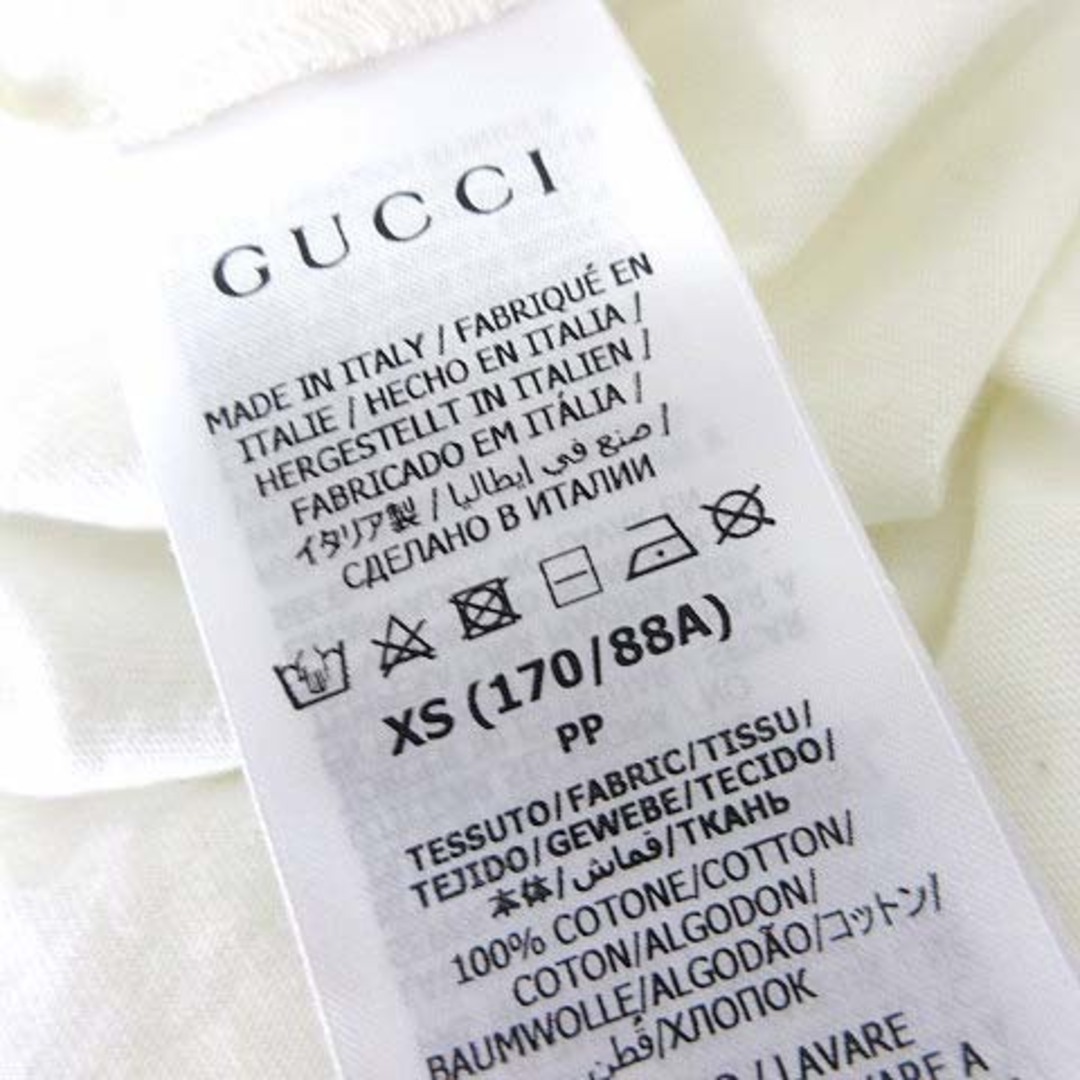 GUCCI
MADE IN ITALY / FABRIQUÉ EN
ITALIE / HECHO EN ITALIA /
HERGESTELLT IN ITALIEN /
FABRICADO EM ITÁLIA /
イタリア製 / صنع في إيطاليا /
СДЕЛАНО В ИТАЛИИ
XS (170/88A)
PP
TESSUTO/FABRIC/TISSU/
TEJIDO/GEWEBE/TECIDO/
本体/قماش/ТКАНЬ
100% COTONE/COTTON/
COTON/ALGODON/
BAUMWOLLE/ALGODÃO/コットン/
قطن/ХЛОПОК
/ LAVARE
A